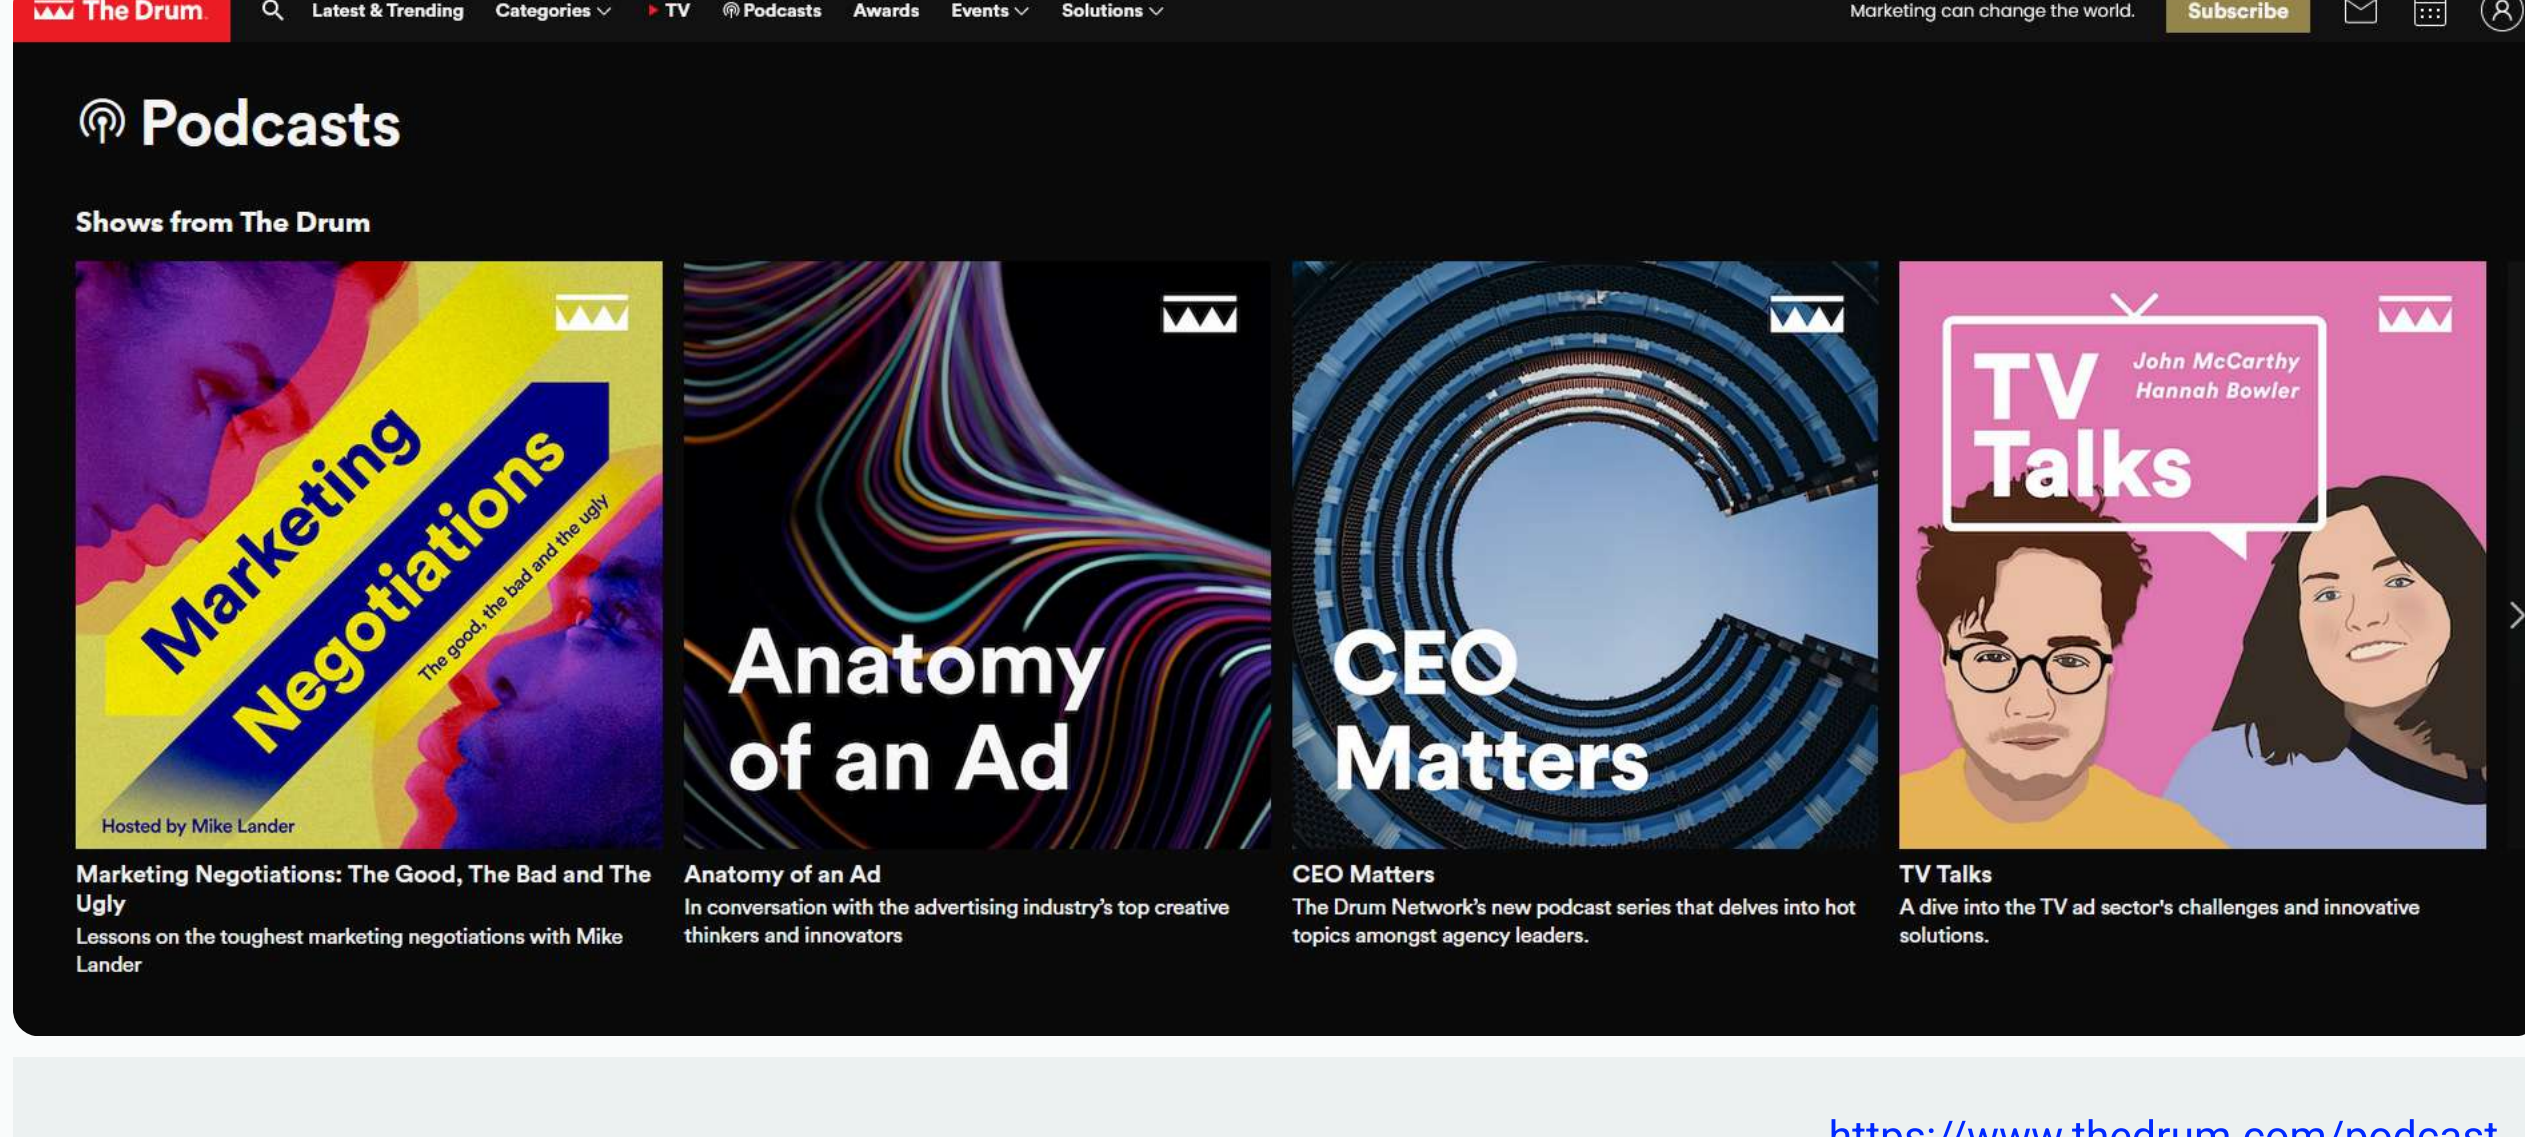 The Drum.
Latest & Trending
Categories
TV
Podcasts
Awards
Events
Solutions
Marketing can change the world.
Subscribe
Podcasts
Shows from The Drum
Marketing
Negotiations
The good, the bad and the ugly
Hosted by Mike Lander
Marketing Negotiations: The Good, The Bad and The
Ugly
Lessons on the toughest marketing negotiations with Mike
Lander
Anatomy
of an Ad
Anatomy of an Ad
In conversation with the advertising industry's top creative
thinkers and innovators
CEO
Matters
CEO Matters
The Drum Network's new podcast series that delves into hot
topics amongst agency leaders.
TV
Talks
John McCarthy
Hannah Bowler
TV Talks
A dive into the TV ad sector's challenges and innovative
solutions.
https://www.thedrum.com/podcast